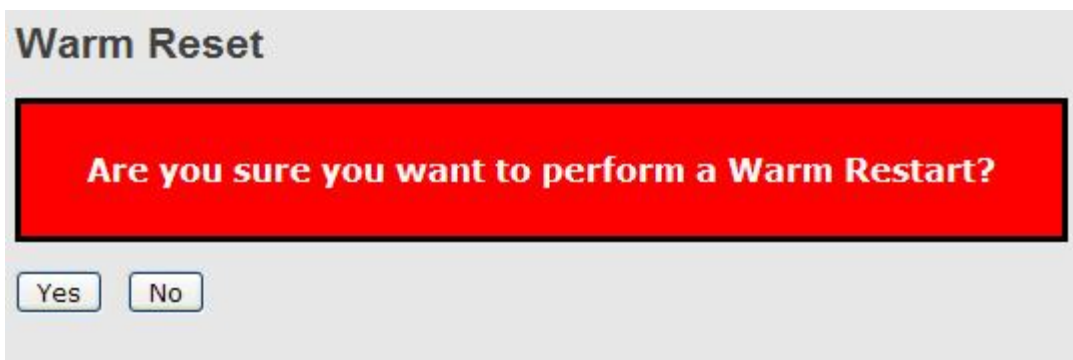 Warm Reset
Are you sure you want to perform a Warm Restart?
Yes No